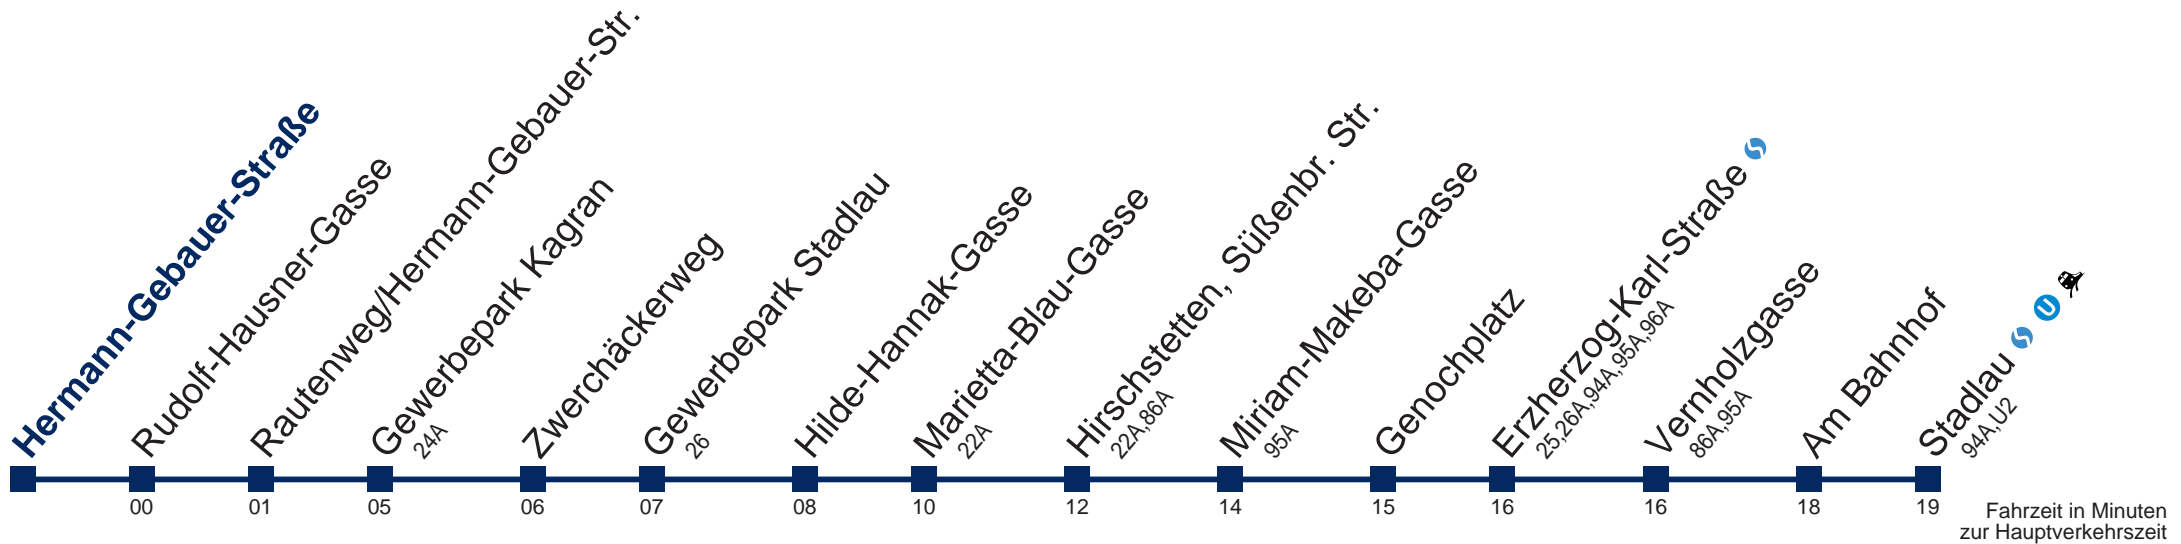 Hermann-Gebauer-Straße
Rudolf-Hausner-Gasse
00
Rautenweg/Hermann-Gebauer-Str.
01
Gewerbepark Kagran
24A
05
Zwerchäckerweg
06
Gewerbepark Stadlau
26
07
Hilde-Hannak-Gasse
08
Marietta-Blau-Gasse
22A
10
Hirschstetten, Süßenbr. Str.
22A,86A
12
Miriam-Makeba-Gasse
95A
14
Genochplatz
15
Erzherzog-Karl-Straße S
25,26A,94A,95A,96A
16
Vernholzgasse
86A,95A
16
Am Bahnhof
18
Stadlau S U
94A,U2
19
Fahrzeit in Minuten
zur Hauptverkehrszeit